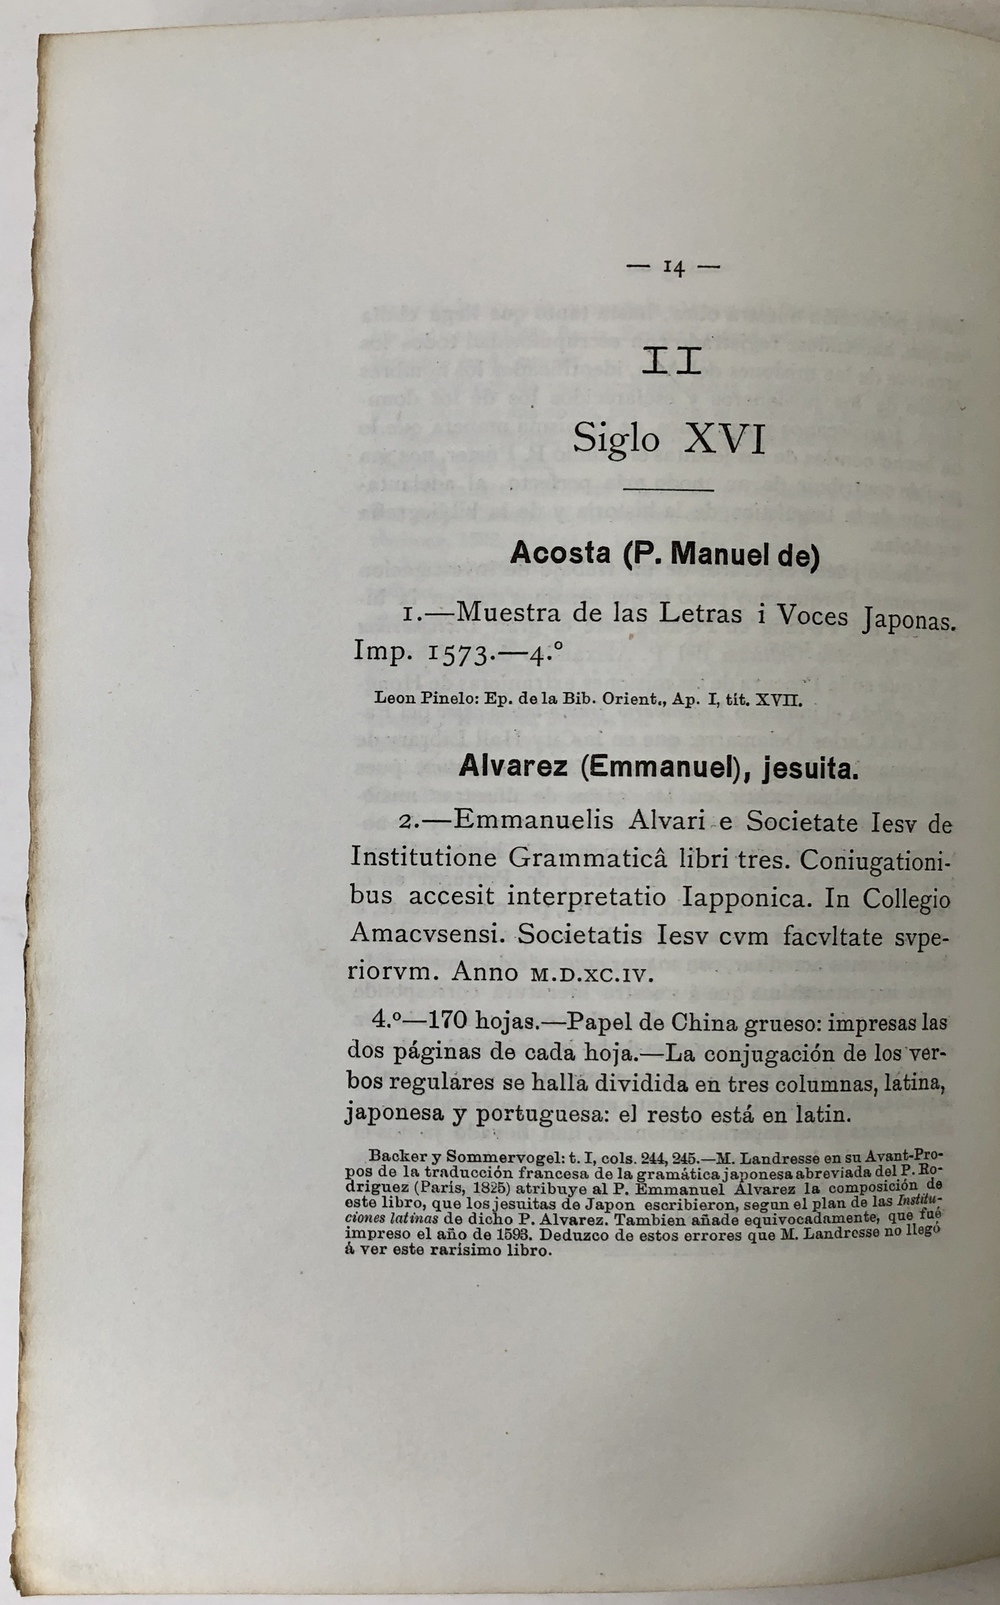 — 14 —
II
Siglo XVI
Acosta (P. Manuel de)
1.—Muestra de las Letras i Voces Japonas.
Imp. 1573.—4.º
Leon Pinelo: Ep. de la Bib. Orient., Ap. I, tit. XVII.
Alvarez (Emmanuel), jesuita.
2.—Emmanuelis Alvari e Societate Iesv de
Institutione Grammaticâ libri tres. Coniugationi-
bus accesit interpretatio Iapponica. In Collegio
Amacvsensi. Societatis Iesv cvm facvltate svpe-
riorvm. Anno M.D.XC.IV.
4.º—170 hojas.—Papel de China grueso: impresas las
dos páginas de cada hoja.—La conjugación de los ver-
bos regulares se halla dividida en tres columnas, latina,
japonesa y portuguesa: el resto está en latin.
Backer y Sommervogel: t. I, cols. 244, 245.—M. Landresse en su Avant-Pro-
pos de la traducción francesa de la gramática japonesa abreviada del P. Ro-
driguez (París, 1825) atribuye al P. Emmanuel Alvarez la composición de
este libro, que los jesuitas de Japon escribieron, segun el plan de las Institu-
ciones latinas de dicho P. Alvarez. Tambien añade equivocadamente, que fué
impreso el año de 1593. Deduzco de estos errores que M. Landresse no llegó
á ver este rarísimo libro.